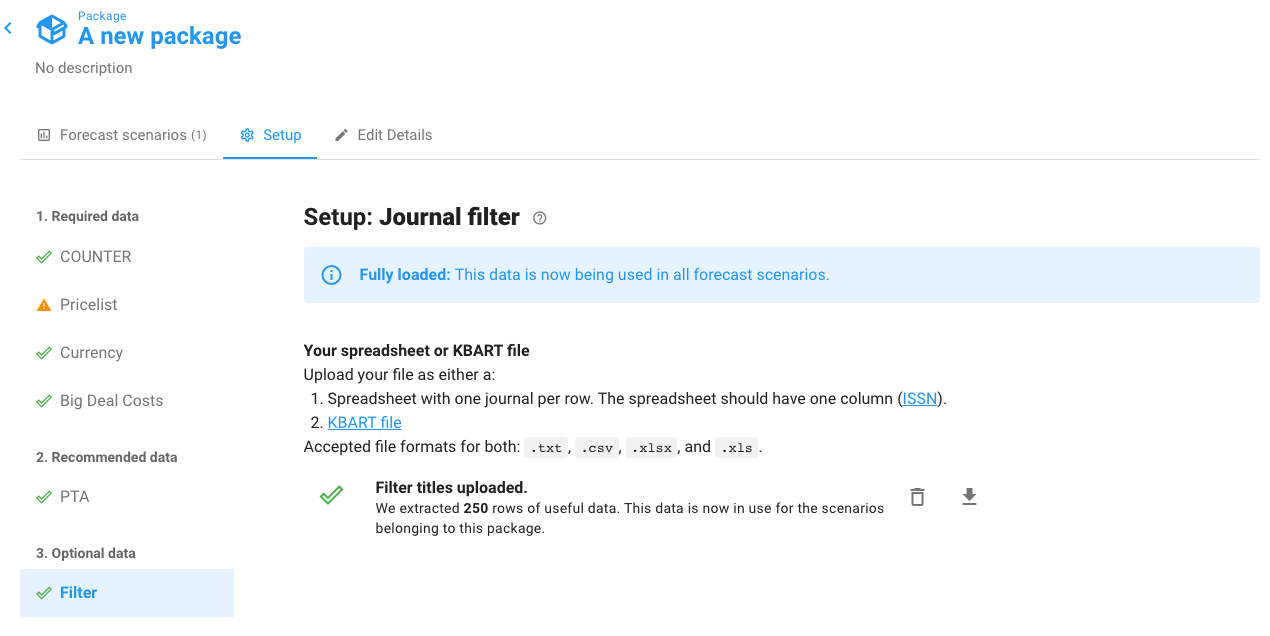 Package
A new package
No description
Forecast scenarios (1)
Setup
Edit Details
1. Required data
COUNTER
Pricelist
Currency
Big Deal Costs
2. Recommended data
PTA
3. Optional data
Filter
Setup: Journal filter
Fully loaded: This data is now being used in all forecast scenarios.
Your spreadsheet or KBART file
Upload your file as either a:
1. Spreadsheet with one journal per row. The spreadsheet should have one column (ISSN).
2. KBART file
Accepted file formats for both: .txt, .csv, .xlsx, and .xls.
Filter titles uploaded.
We extracted 250 rows of useful data. This data is now in use for the scenarios
belonging to this package.